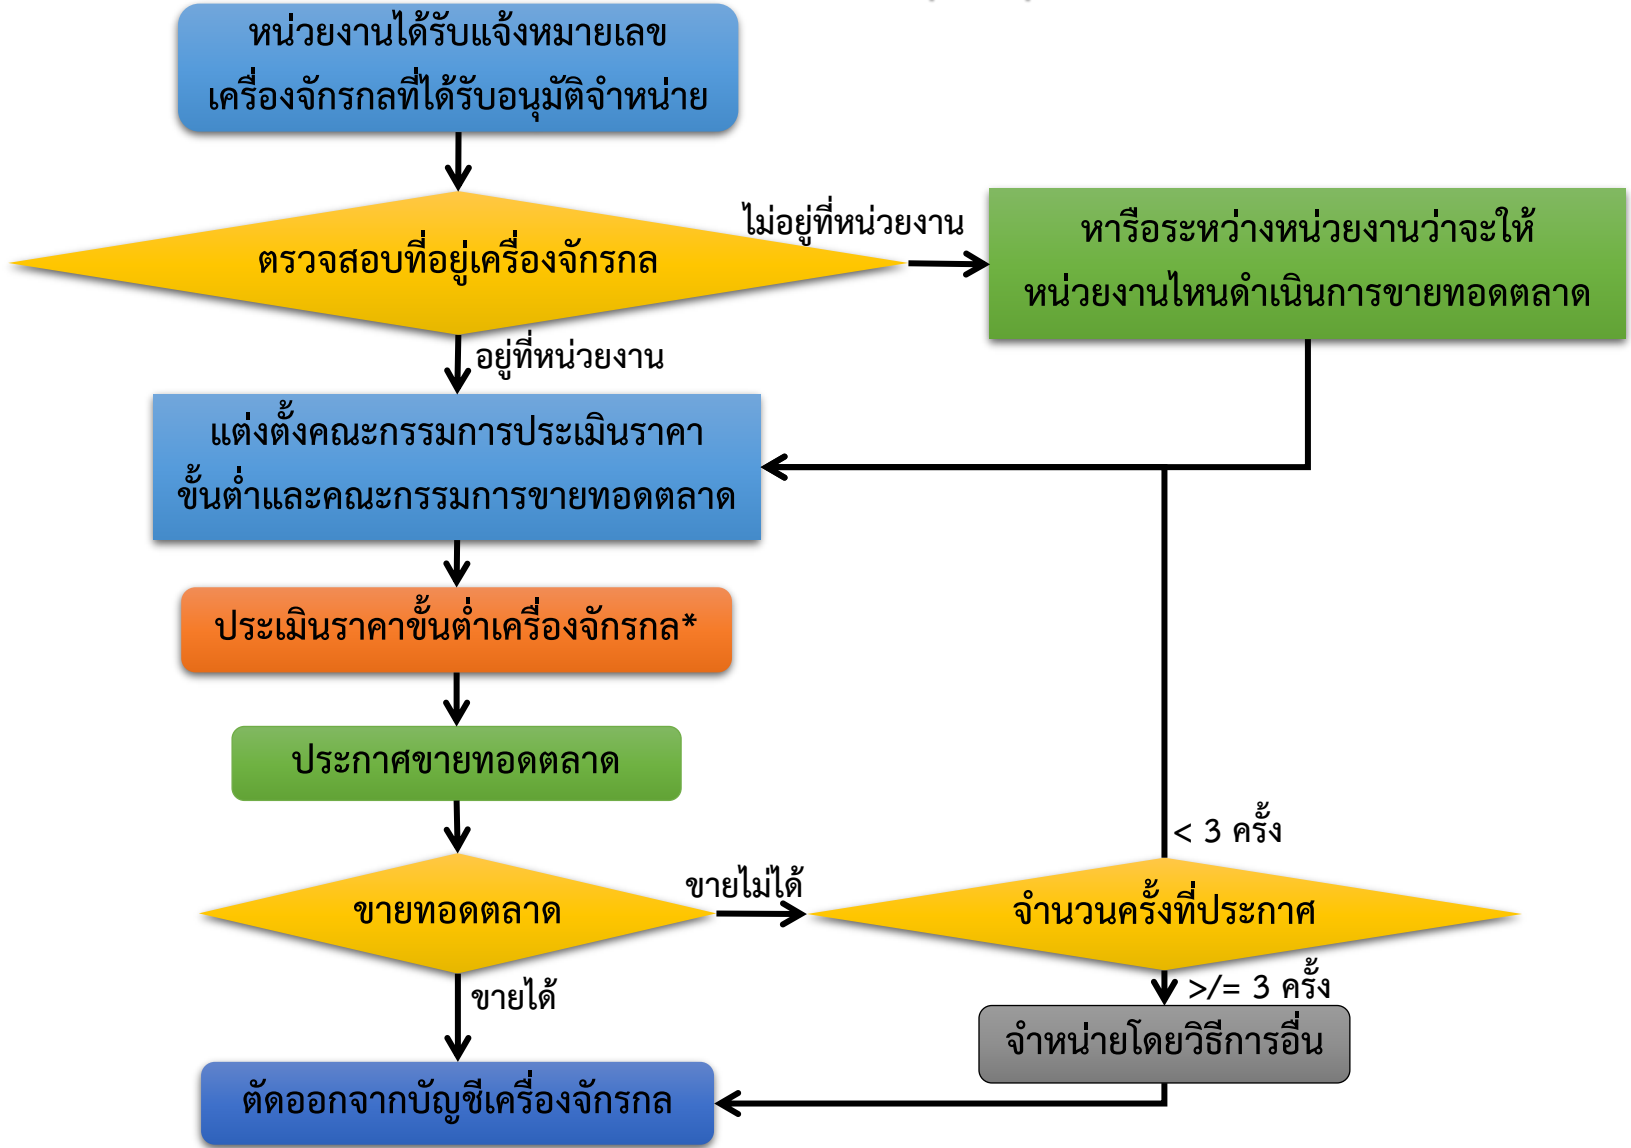 หน่วยงานได้รับแจ้งหมายเลข
เครื่องจักรกลที่ได้รับอนุมัติจำหน่าย
ตรวจสอบที่อยู่เครื่องจักรกล
ไม่อยู่ที่หน่วยงาน
หารือระหว่างหน่วยงานว่าจะให้
หน่วยงานไหนดำเนินการขายทอดตลาด
อยู่ที่หน่วยงาน
แต่งตั้งคณะกรรมการประเมินราคา
ขั้นต่ำและคณะกรรมการขายทอดตลาด
ประเมินราคาขั้นต่ำเครื่องจักรกล*
ประกาศขายทอดตลาด
< 3 ครั้ง
ขายทอดตลาด
ขายไม่ได้
จำนวนครั้งที่ประกาศ
ขายได้
>/= 3 ครั้ง
จำหน่ายโดยวิธีการอื่น
ตัดออกจากบัญชีเครื่องจักรกล